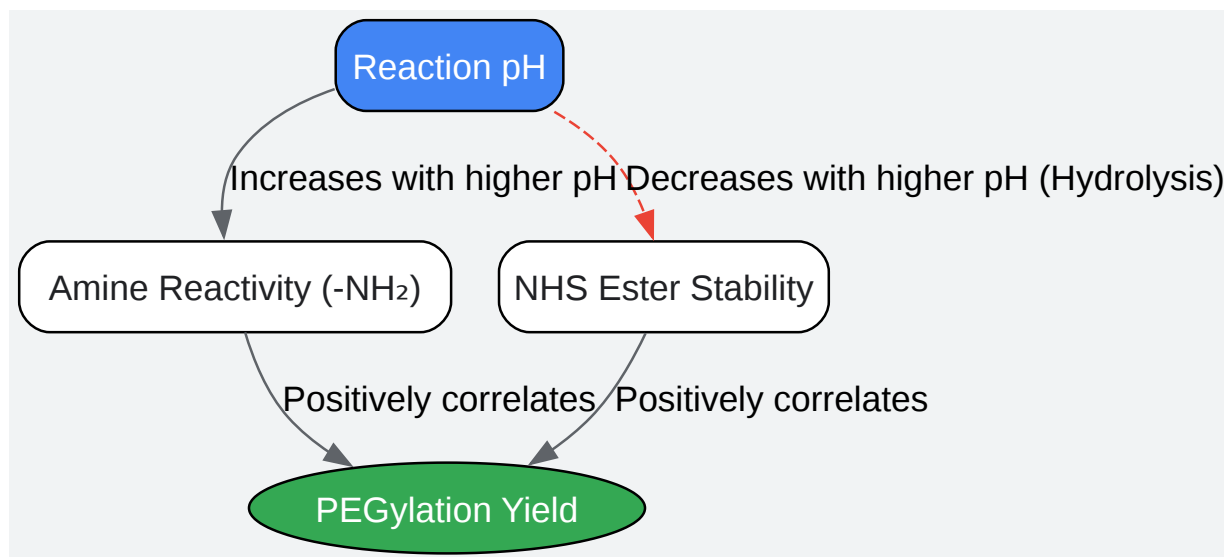 Reaction pH
Increases with higher pH
Decreases with higher pH (Hydrolysis)
Amine Reactivity (-NH₂)
NHS Ester Stability
Positively correlates
Positively correlates
PEGylation Yield